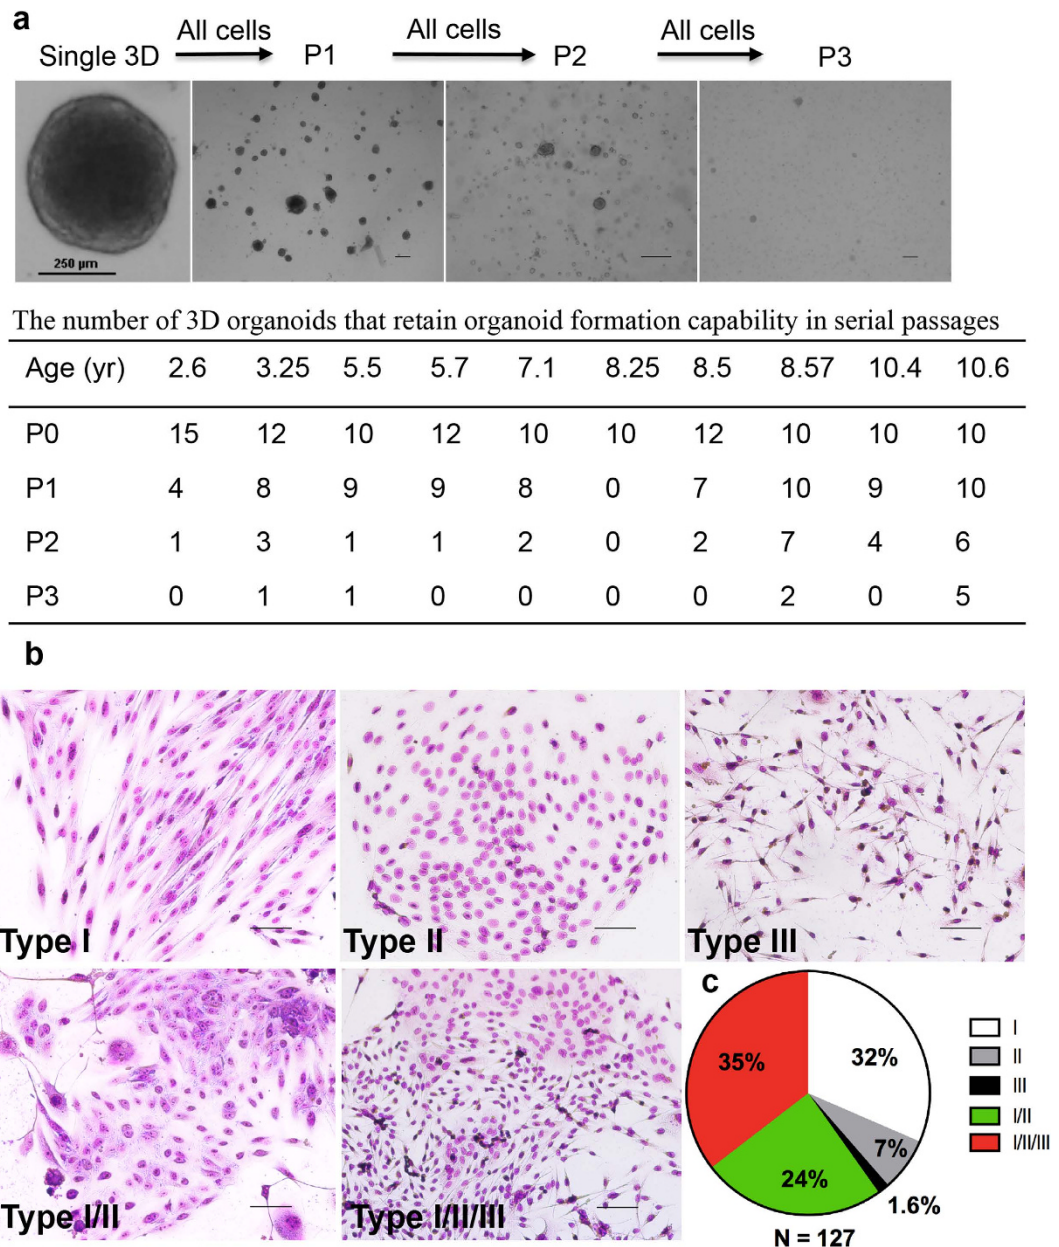 a
All cells All cells All cells
Single 3D P1 P2 P3
250 µm
The number of 3D organoids that retain organoid formation capability in serial passages
Age (yr) 2.6 3.25 5.5 5.7 7.1 8.25 8.5 8.57 10.4 10.6
P0 15 12 10 12 10 10 12 10 10 10
P1 4 8 9 9 8 0 7 10 9 10
P2 1 3 1 1 2 0 2 7 4 6
P3 0 1 1 0 0 0 0 2 0 5
b
Type I Type II Type III
Type I/II Type I/II/III
c
35% 32%
7%
24%
1.6%
N = 127
I
II
III
I/II
I/II/III